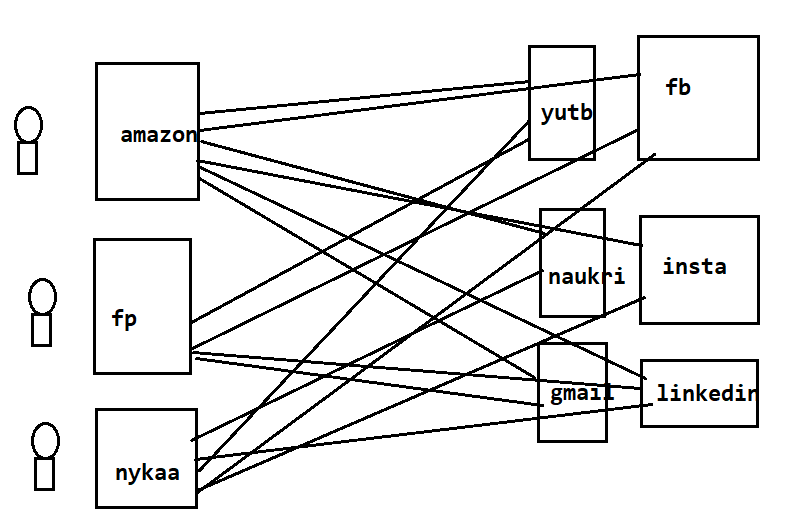 amazon
yutb
fb
fp
naukri
insta
nykaa
gmail
linkedin